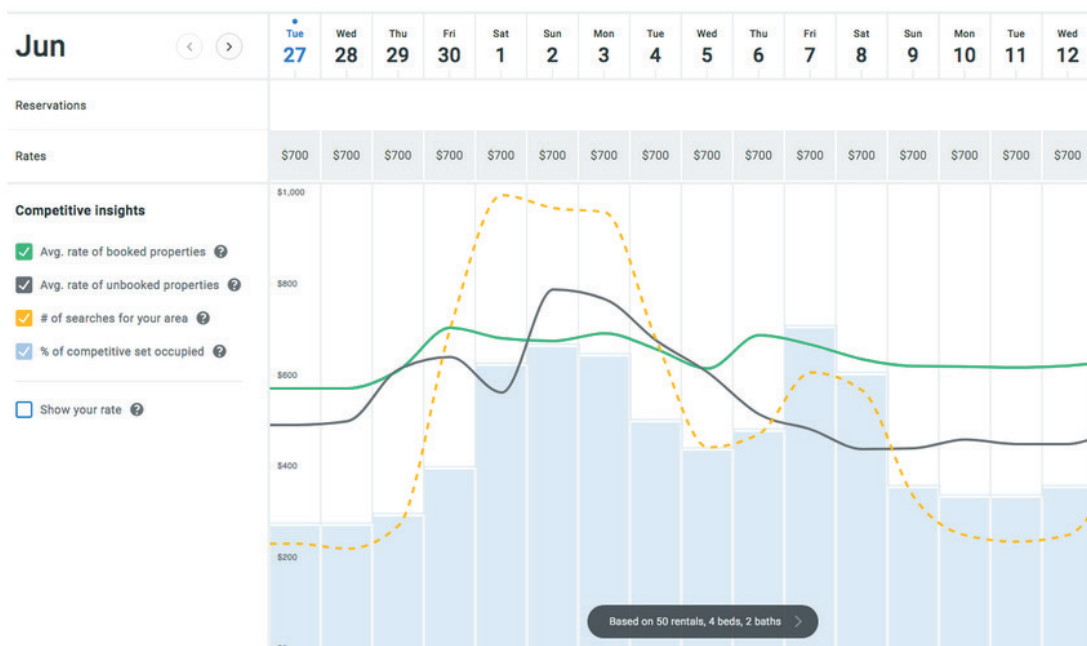 Jun
Tue Wed Thu Fri Sat Sun Mon Tue Wed Thu Fri Sat Sun Mon Tue Wed
27 28 29 30 1 2 3 4 5 6 7 8 9 10 11 12
Reservations
Rates $700 $700 $700 $700 $700 $700 $700 $700 $700 $700 $700 $700 $700 $700 $700 $700
Competitive insights
Avg. rate of booked properties ?
Avg. rate of unbooked properties ?
# of searches for your area ?
% of competitive set occupied ?
Show your rate ?
$1,000
$800
$600
$400
$200
Based on 50 rentals, 4 beds, 2 baths